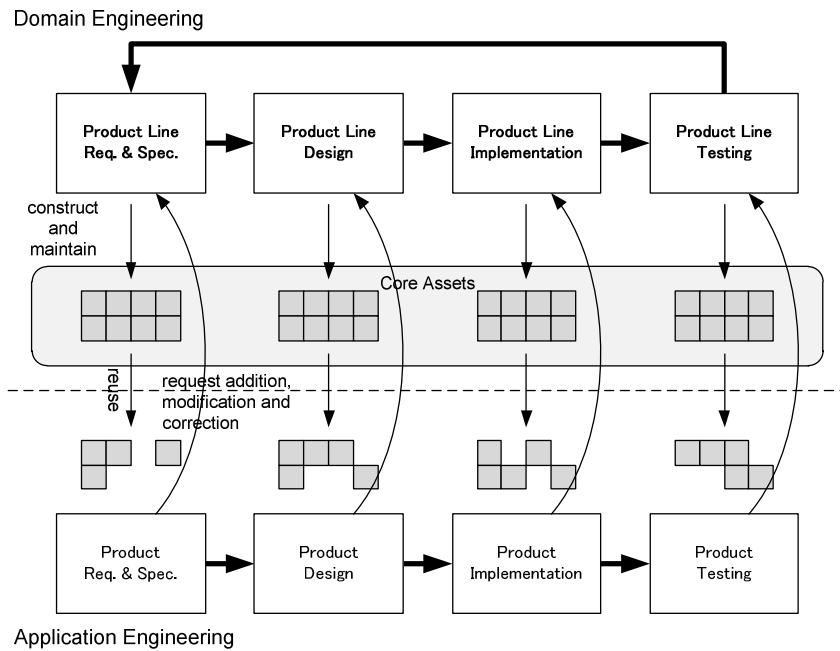 Domain Engineering
Product Line
Req. & Spec.
Product Line
Design
Product Line
Implementation
Product Line
Testing
construct
and
maintain
Core Assets
reuse
request addition,
modification and
correction
Product
Req. & Spec.
Product
Design
Product
Implementation
Product
Testing
Application Engineering